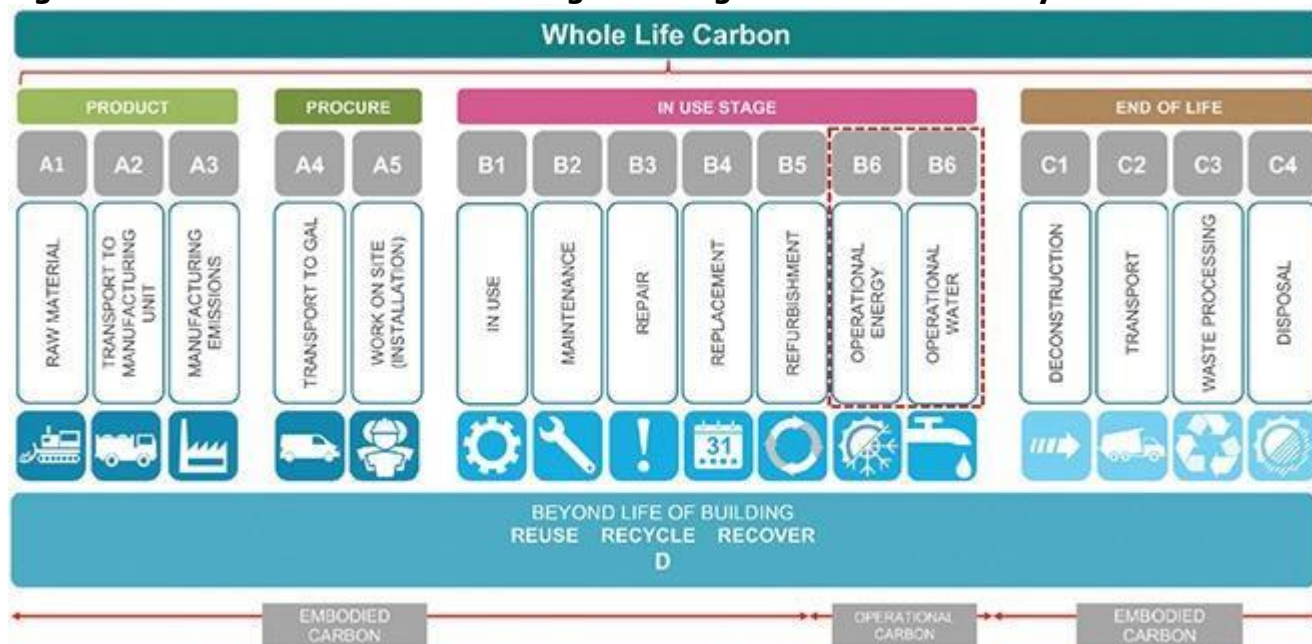 Whole Life Carbon
PRODUCT
PROCURE
IN USE STAGE
END OF LIFE
A1
A2
A3
A4
A5
B1
B2
B3
B4
B5
B6
B6
C1
C2
C3
C4
RAW MATERIAL
TRANSPORT TO
MANUFACTURING
UNIT
MANUFACTURING
EMISSIONS
TRANSPORT TO GAL
WORK ON SITE
(INSTALLATION)
IN USE
MAINTENANCE
REPAIR
REPLACEMENT
REFURBISHMENT
OPERATIONAL
ENERGY
OPERATIONAL
WATER
DECONSTRUCTION
TRANSPORT
WASTE PROCESSING
DISPOSAL
31
BEYOND LIFE OF BUILDING
REUSE RECYCLE RECOVER
D
EMBODIED
CARBON
OPERATIONAL
CARBON
EMBODIED
CARBON